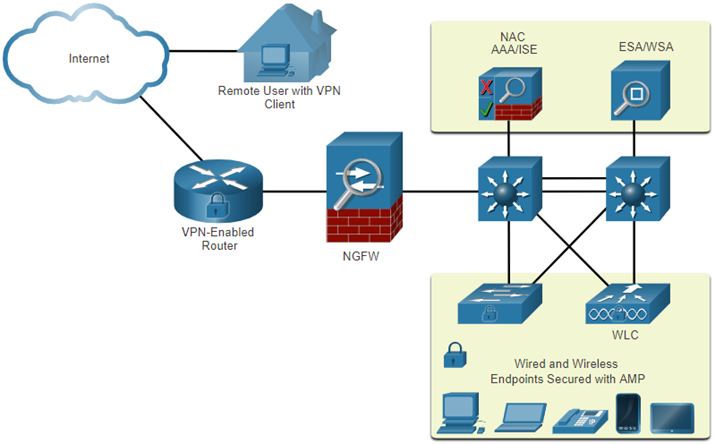 Internet
Remote User with VPN
Client
NAC
AAA/ISE
ESA/WSA
VPN-Enabled
Router
NGFW
WLC
Wired and Wireless
Endpoints Secured with AMP